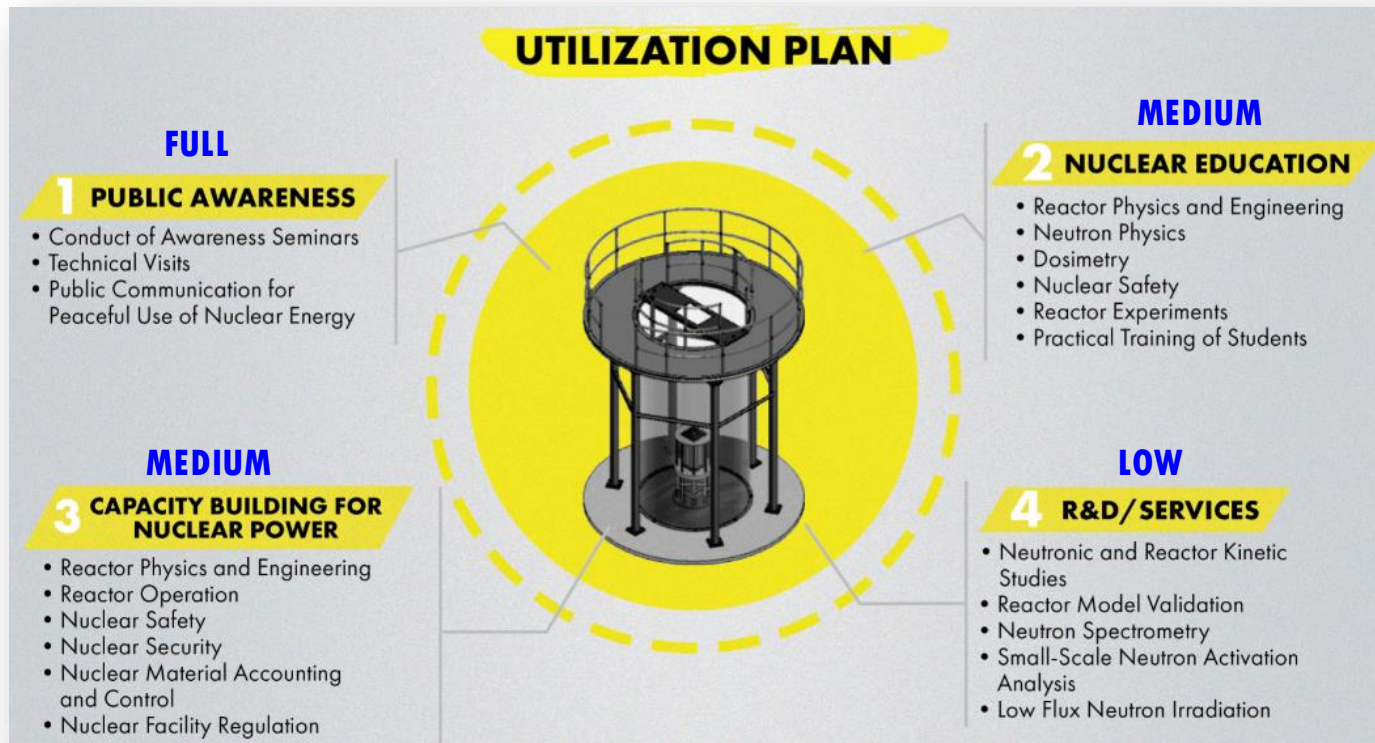 UTILIZATION PLAN
FULL
1 PUBLIC AWARENESS
• Conduct of Awareness Seminars
• Technical Visits
• Public Communication for
Peaceful Use of Nuclear Energy
MEDIUM
2 NUCLEAR EDUCATION
• Reactor Physics and Engineering
• Neutron Physics
• Dosimetry
• Nuclear Safety
• Reactor Experiments
• Practical Training of Students
MEDIUM
3 CAPACITY BUILDING FOR
NUCLEAR POWER
• Reactor Physics and Engineering
• Reactor Operation
• Nuclear Safety
• Nuclear Security
• Nuclear Material Accounting
and Control
• Nuclear Facility Regulation
LOW
4 R&D/SERVICES
• Neutronic and Reactor Kinetic
Studies
• Reactor Model Validation
• Neutron Spectrometry
• Small-Scale Neutron Activation
Analysis
• Low Flux Neutron Irradiation